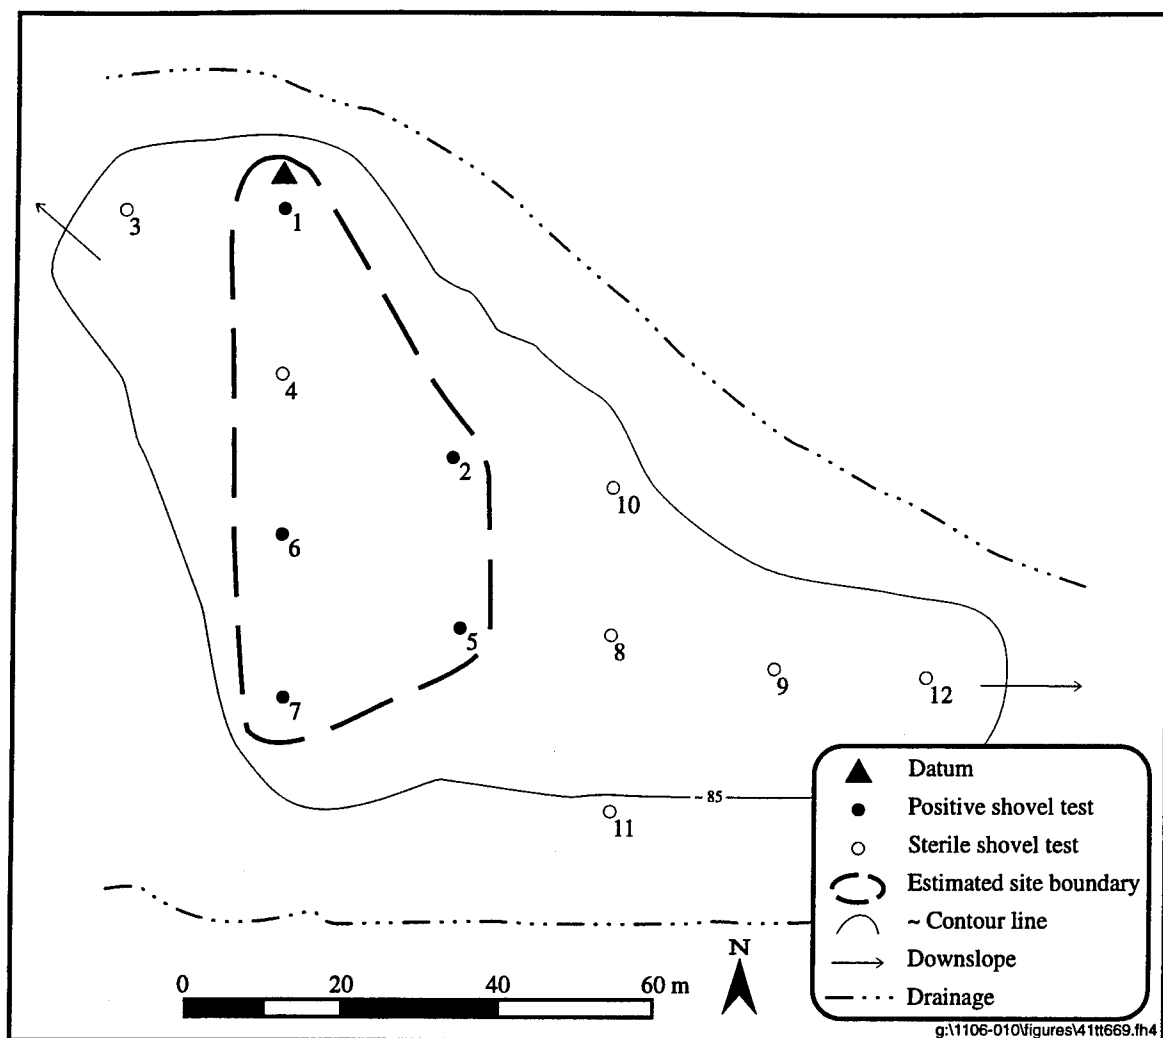 1
3
4
2
10
6
5
8
9
12
7
~ 85
11
N
0 20 40 60 m
Datum
Positive shovel test
Sterile shovel test
Estimated site boundary
~ Contour line
Downslope
Drainage
g:\1106-010\figures\41tt669.fh4